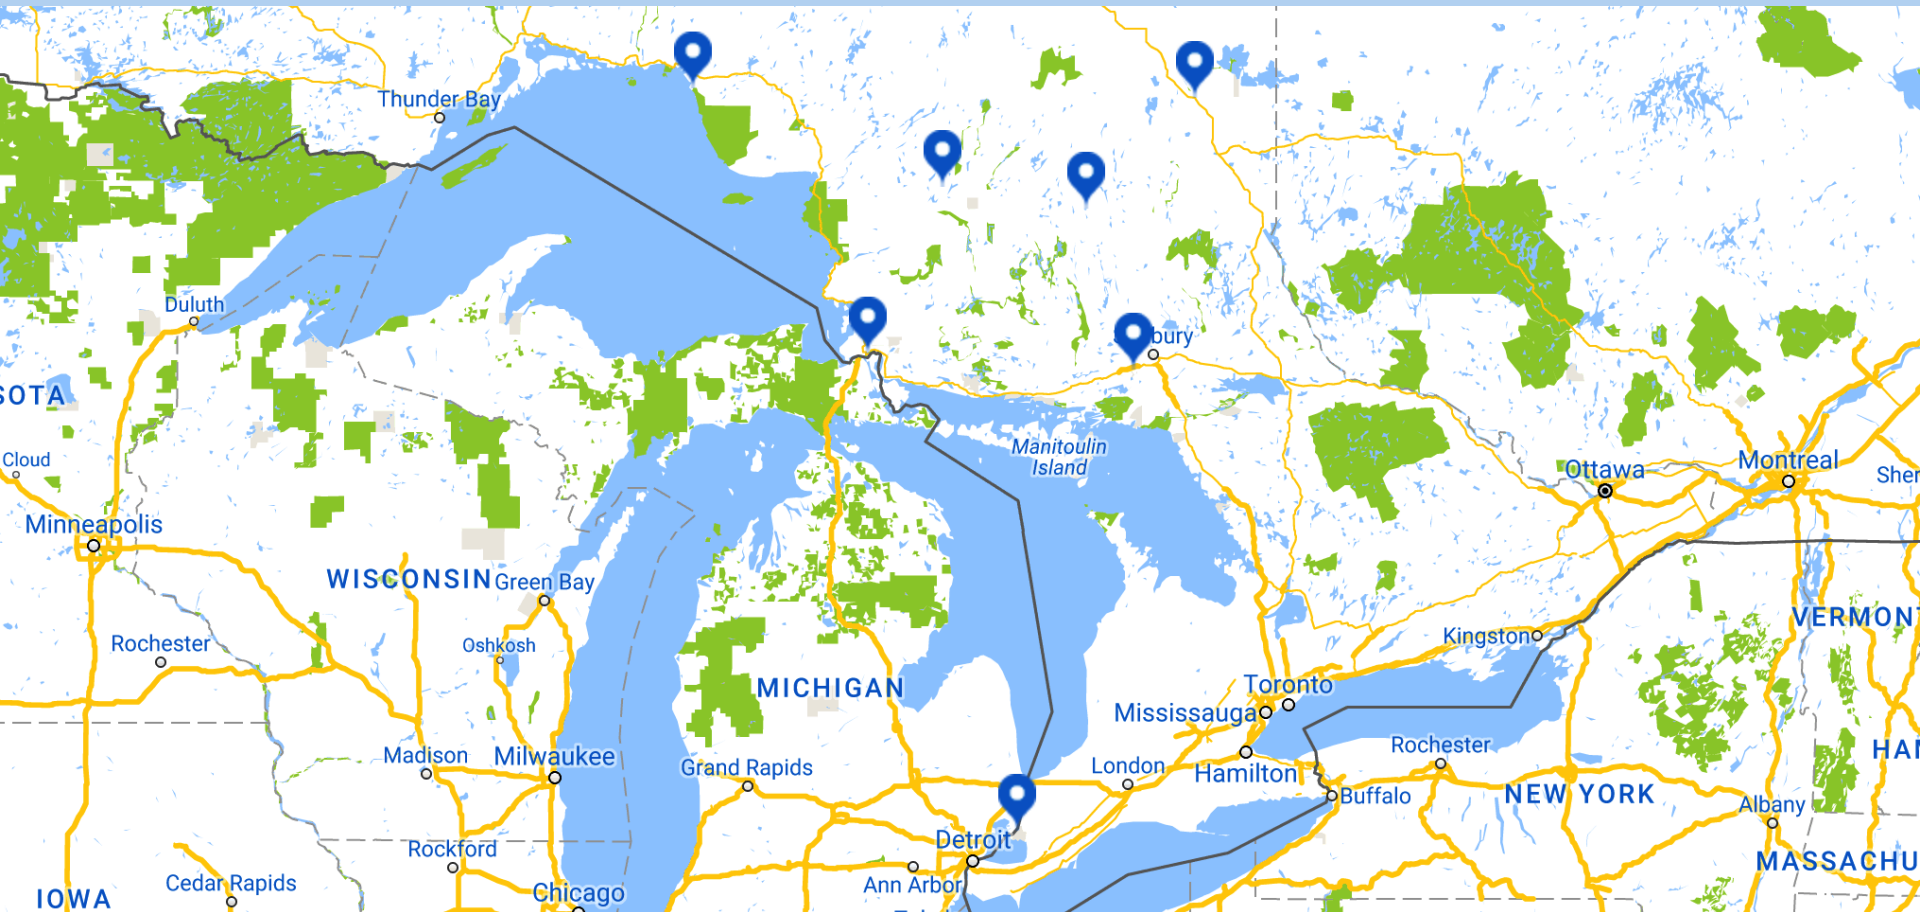 Thunder Bay
Duluth
SOTA
bury
Manitoulin
Island
Cloud
Ottawa
Montreal
Sher
Minneapolis
WISCONSIN
Green Bay
VERMONT
Rochester
Oshkosh
Kingston
MICHIGAN
Toronto
Mississauga
Madison
Milwaukee
Grand Rapids
London
Hamilton
Rochester
HAN
Buffalo
NEW YORK
Albany
Rockford
Detroit
MASSACHU
IOWA
Cedar Rapids
Chicago
Ann Arbor